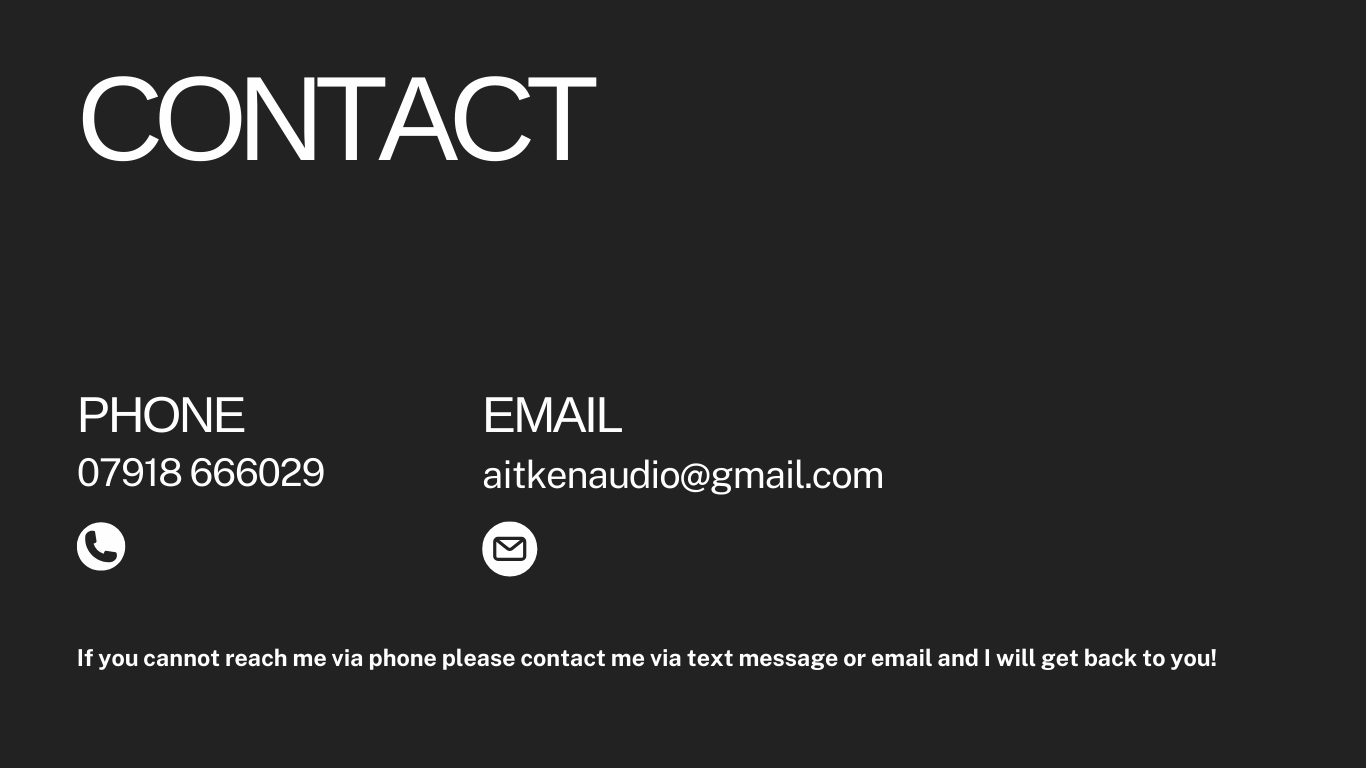 CONTACT
PHONE
07918 666029
EMAIL
aitkenaudio@gmail.com
If you cannot reach me via phone please contact me via text message or email and I will get back to you!